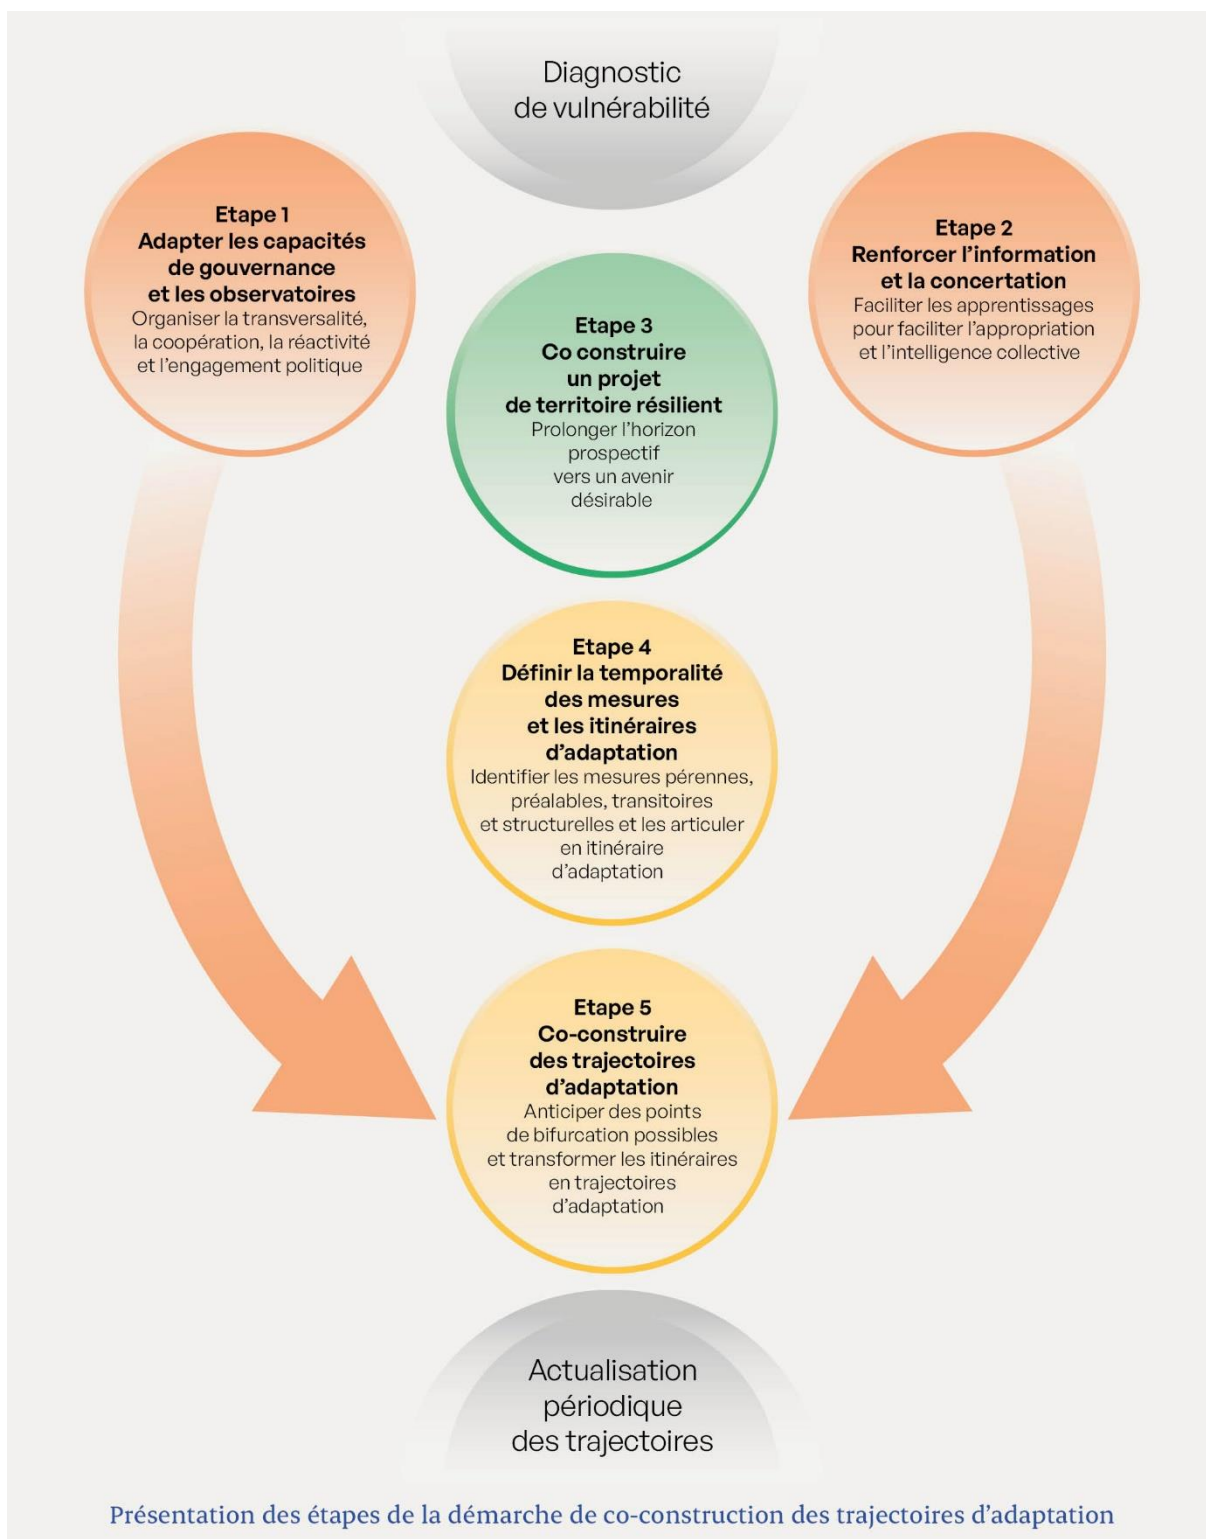 Diagnostic
de vulnérabilité
Etape 1
Adapter les capacités
de gouvernance
et les observatoires
Organiser la transversalité,
la coopération, la réactivité
et l'engagement politique
Etape 2
Renforcer l'information
et la concertation
Faciliter les apprentissages
pour faciliter l'appropriation
et l'intelligence collective
Etape 3
Co construire
un projet
de territoire résilient
Prolonger l'horizon
prospectif
vers un avenir
désirable
Etape 4
Définir la temporalité
des mesures
et les itinéraires
d'adaptation
Identifier les mesures pérennes,
préalables, transitoires
et structurelles et les articuler
en itinéraire
d'adaptation
Etape 5
Co-construire
des trajectoires
d'adaptation
Anticiper des points
de bifurcation possibles
et transformer les itinéraires
en trajectoires
d'adaptation
Actualisation
périodique
des trajectoires
Présentation des étapes de la démarche de co-construction des trajectoires d'adaptation